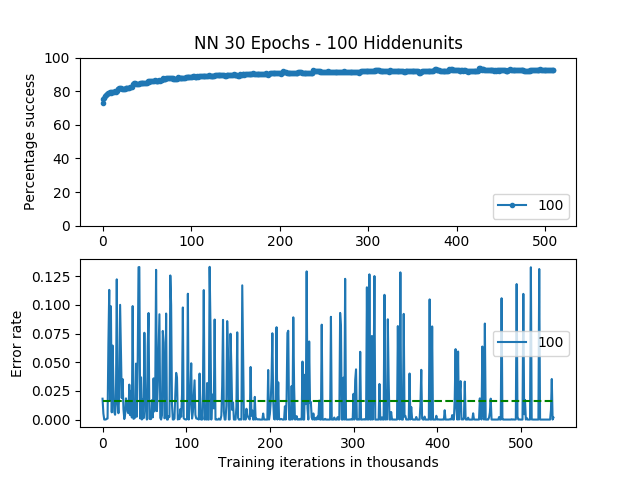 NN 30 Epochs - 100 Hiddenunits
Percentage success
100
80
60
40
20
0
100
0 100 200 300 400 500
Error rate
0.125
0.100
0.075
0.050
0.025
0.000
100
0 100 200 300 400 500
Training iterations in thousands